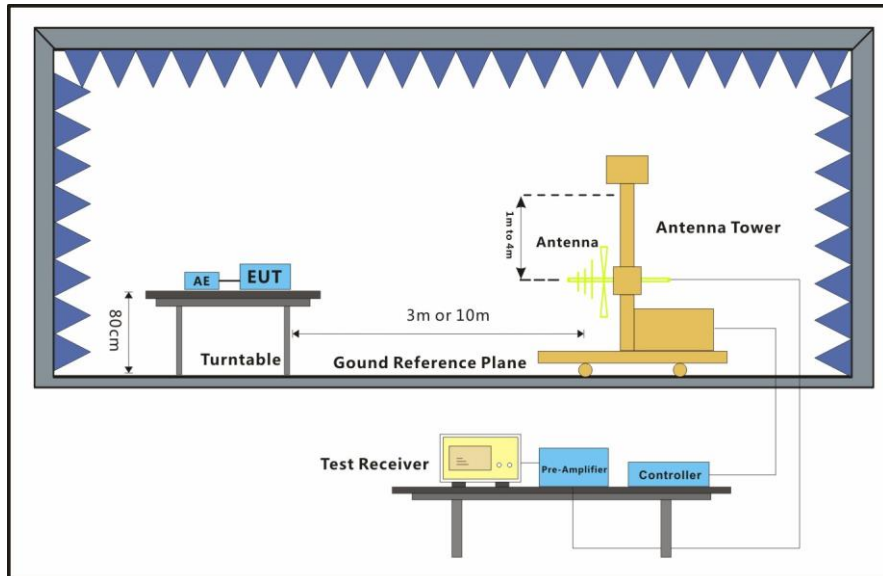 1m to 4m
Antenna
Antenna Tower
AE
EUT
80cm
3m or 10m
Turntable
Gound Reference Plane
Test Receiver
Pre-Amplifier
Controller